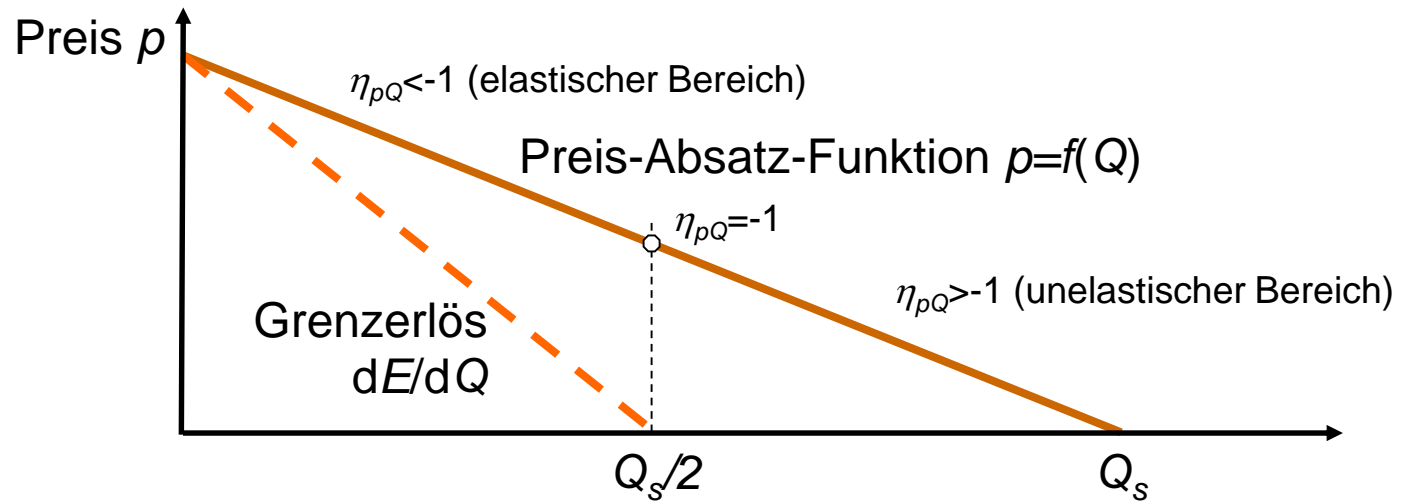 Preis p
η_pQ<-1 (elastischer Bereich)
Preis-Absatz-Funktion p=f(Q)
η_pQ=-1
η_pQ>-1 (unelastischer Bereich)
Grenzerlös
dE/dQ
Q_s/2
Q_s